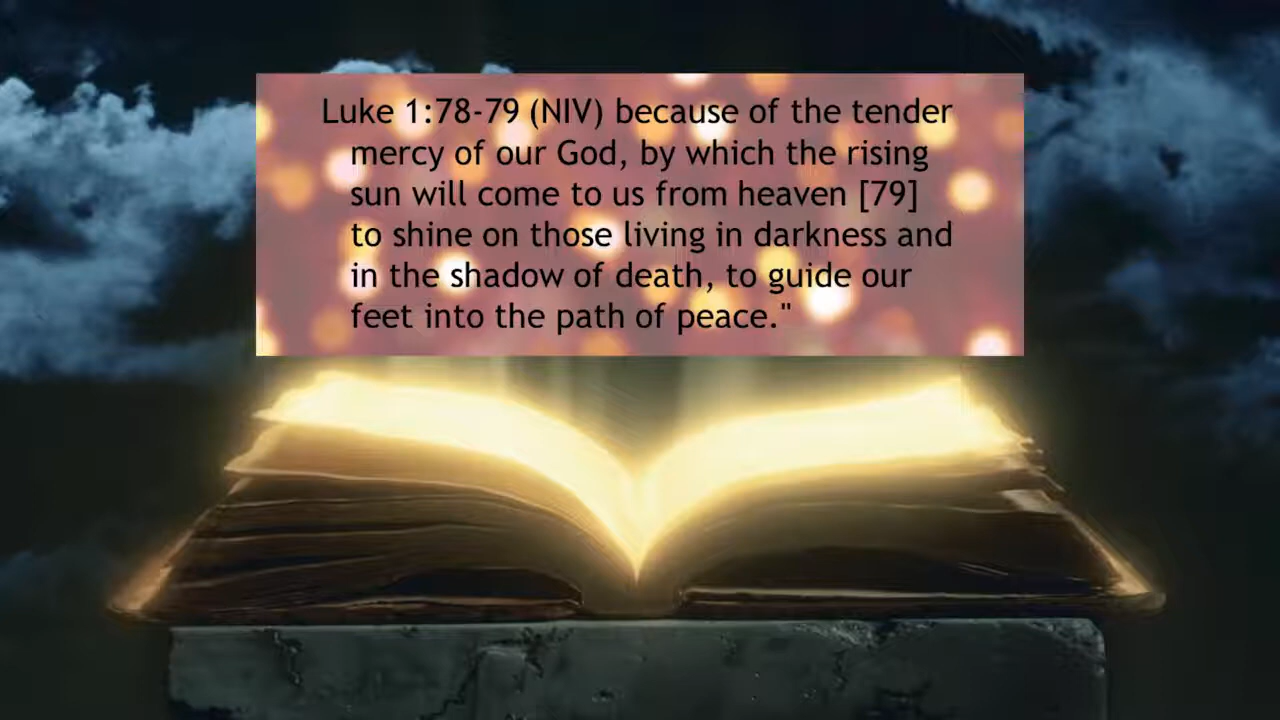 Luke 1:78-79 (NIV) because of the tender
mercy of our God, by which the rising
sun will come to us from heaven [79]
to shine on those living in darkness and
in the shadow of death, to guide our
feet into the path of peace."